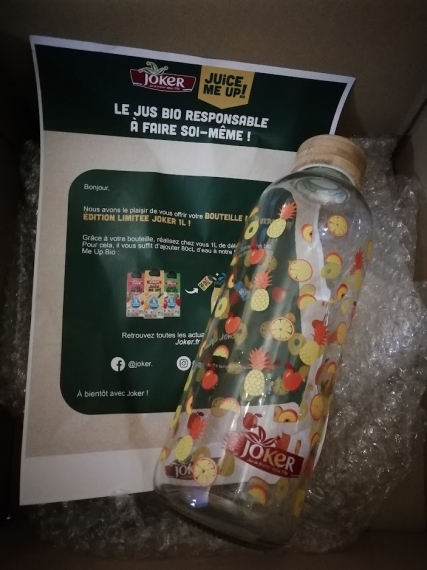 JOKER
JUICE
ME UP!
LE JUS BIO RESPONSABLE
À FAIRE SOI-MÊME !
Bonjour,
Nous avons le plaisir de vous offrir votre BOUTEILLE
ÉDITION LIMITEE JOKER 1L !
Grâce à votre bouteille, réalisez chez vous 1L de
Pour cela, il vous suffit d'ajouter 80cL d'eau à notre
Me Up Bio :
Retrouvez toutes les
Joker.fr
@joker.
À bientôt avec Joker !
JOKER
JOK